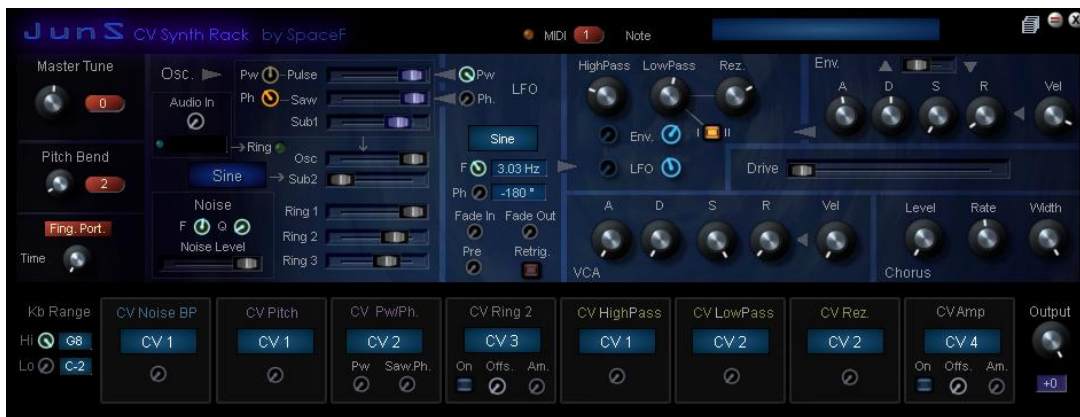 JunS CV Synth Rack by SpaceF
MIDI 1 Note
X
Master Tune
0
Pitch Bend
2
Fing. Port.
Time
Osc.
Audio In
Ring
Sine
Noise
F Q
Noise Level
Pw Pulse
Ph Saw
Sub1
Osc
Sub2
Ring 1
Ring 2
Ring 3
Pw
Ph.
LFO
Sine
F 3.03 Hz
Ph -180 °
Fade In Fade Out
Pre Retrig.
HighPass LowPass Rez.
Env. I II
LFO
Env.
A D S R Vel
Drive
A D S R Vel
VCA
Level Rate Width
Chorus
Kb Range
Hi G8
Lo C-2
CV Noise BP
CV 1
CV Pitch
CV 1
CV Pw/Ph.
CV 2
Pw Saw.Ph.
CV Ring 2
CV 3
On Offs. Am.
CV HighPass
CV 1
CV LowPass
CV 2
CV Rez.
CV 2
CV Amp
CV 4
On Offs. Am.
Output
+0